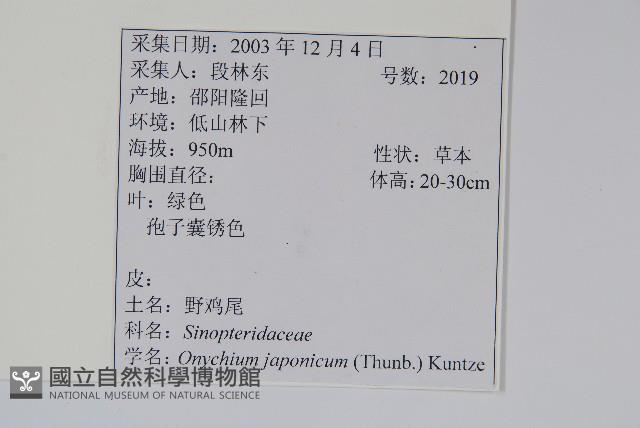 采集日期：2003 年 12 月 4 日
采集人：段林东 号数：2019
产地：邵阳隆回
环境：低山林下
海拔：950m 性状：草本
胸围直径： 体高：20-30cm
叶：绿色
孢子囊锈色
皮：
土名：野鸡尾
科名：Sinopteridaceae
学名：Onychium japonicum (Thunb.) Kuntze
國立自然科學博物館
NATIONAL MUSEUM OF NATURAL SCIENCE